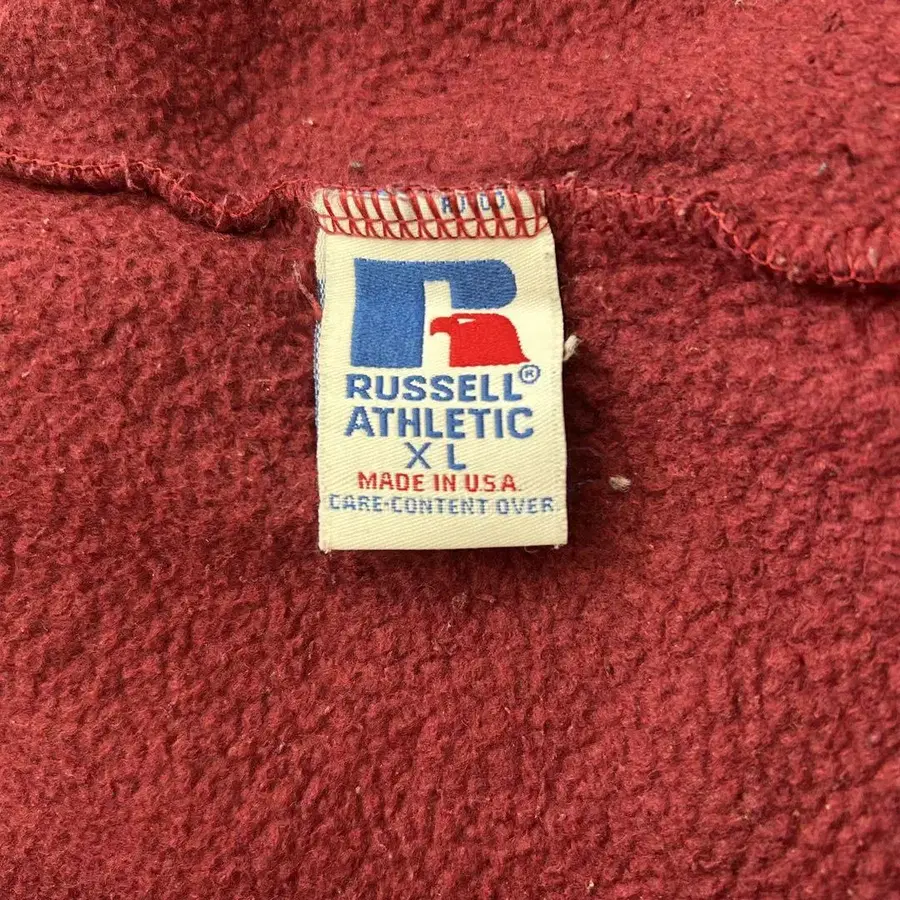 R
RUSSELL®
ATHLETIC
XL
MADE IN U.S.A.
CARE-CONTENT OVER